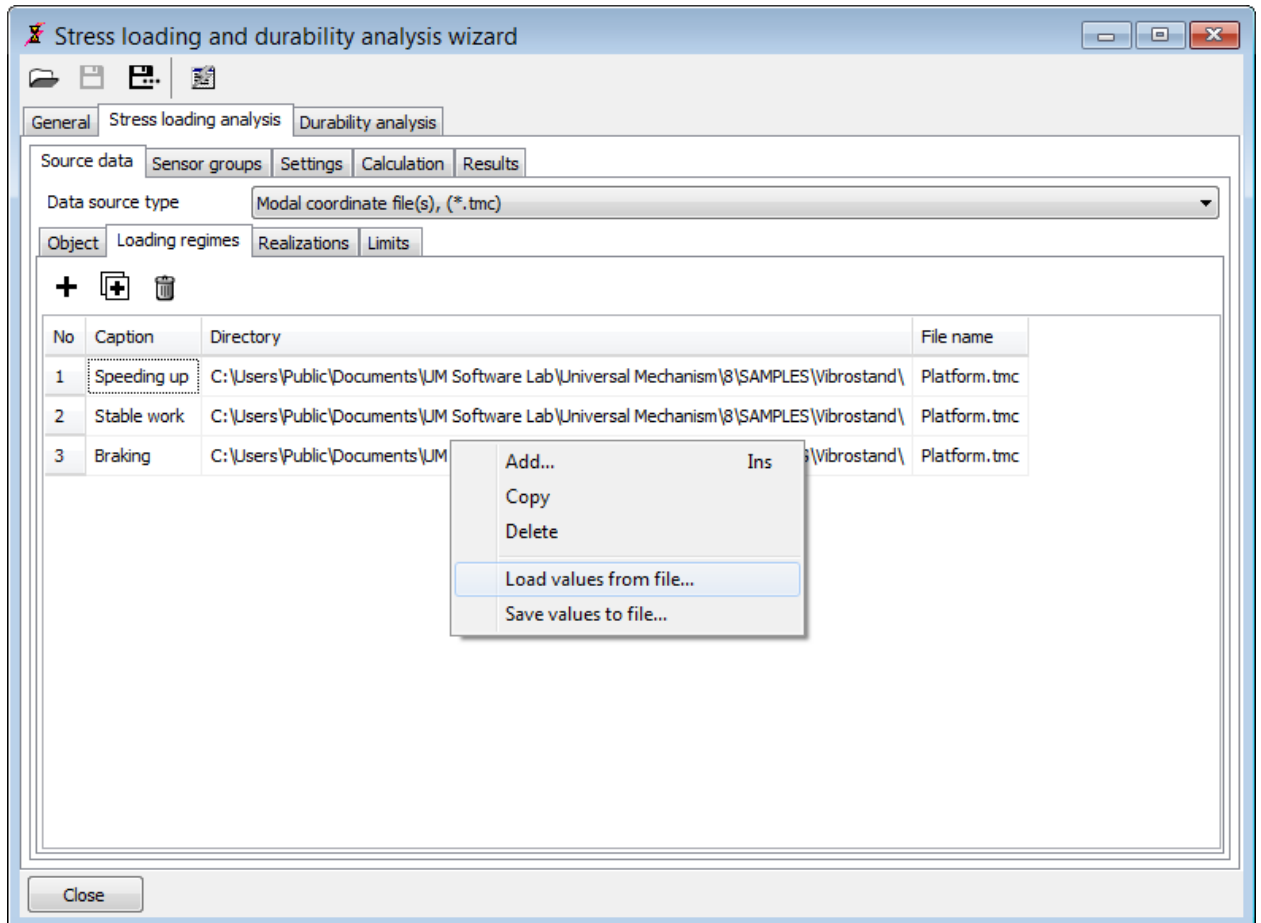 Stress loading and durability analysis wizard
General Stress loading analysis Durability analysis
Source data Sensor groups Settings Calculation Results
Data source type Modal coordinate file(s), (*.tmc)
Object Loading regimes Realizations Limits
No Caption Directory File name
1 Speeding up C:\Users\Public\Documents\UM Software Lab\Universal Mechanism\8\SAMPLES\Vibrostand\ Platform.tmc
2 Stable work C:\Users\Public\Documents\UM Software Lab\Universal Mechanism\8\SAMPLES\Vibrostand\ Platform.tmc
3 Braking C:\Users\Public\Documents\UM \Vibrostand\ Platform.tmc
Add... Ins
Copy
Delete
Load values from file...
Save values to file...
Close